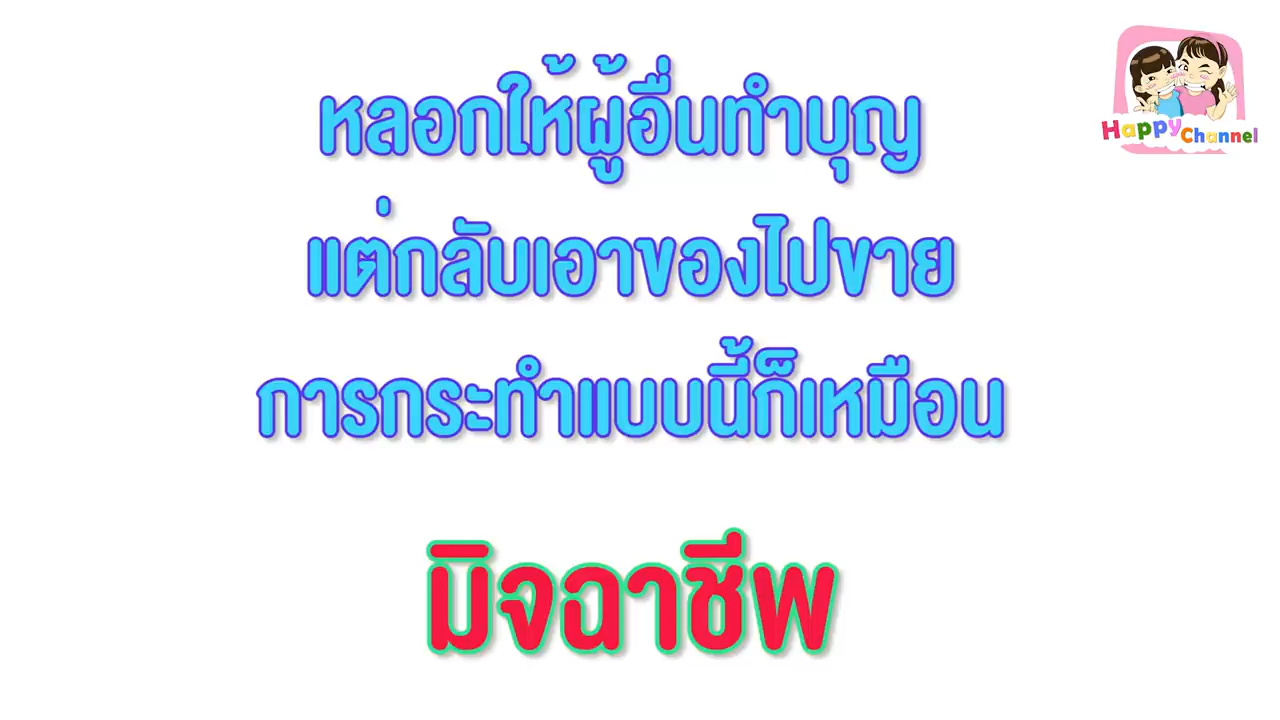 หลอกให้ผู้อื่นทำบุญ
แต่กลับเอาของไปขาย
การกระทำแบบนี้ก็เหมือน
มิจฉาชีพ
Happy Channel